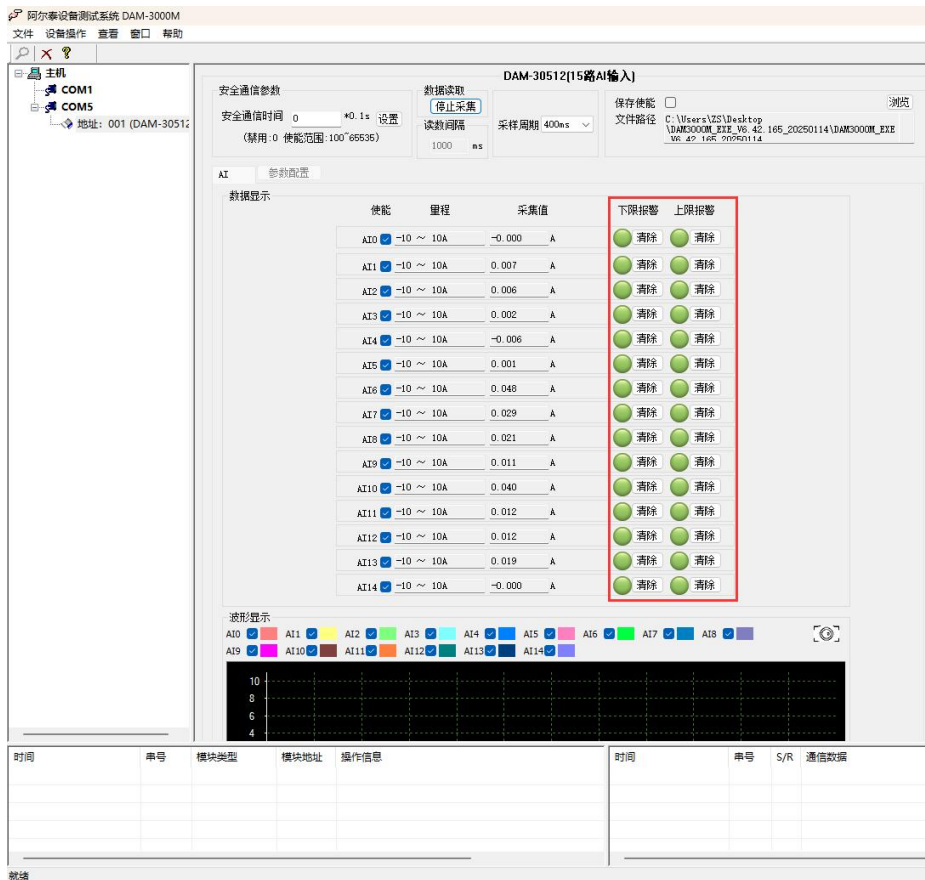 阿尔泰设备测试系统 DAM-3000M
文件 设备操作 查看 窗口 帮助
主机
COM1
COM5
地址: 001 (DAM-30512
DAM-30512(15路AI输入)
安全通信参数
安全通信时间 0 *0.1s 设置
(禁用:0 使能范围:100~65535)
数据读取
停止采集
读数间隔
1000 ms
采样周期 400ms
保存使能 浏览
文件路径 C:\Users\ZS\Desktop
\DAM3000M_EXE_V6.42.165_20250114\DAM3000M_EXE
_V6.42.165_20250114
AI 参数配置
数据显示
使能 量程 采集值 下限报警 上限报警
AI0 -10 ~ 10A -0.000 A 清除 清除
AI1 -10 ~ 10A 0.007 A 清除 清除
AI2 -10 ~ 10A 0.006 A 清除 清除
AI3 -10 ~ 10A 0.002 A 清除 清除
AI4 -10 ~ 10A -0.006 A 清除 清除
AI5 -10 ~ 10A 0.001 A 清除 清除
AI6 -10 ~ 10A 0.048 A 清除 清除
AI7 -10 ~ 10A 0.029 A 清除 清除
AI8 -10 ~ 10A 0.021 A 清除 清除
AI9 -10 ~ 10A 0.011 A 清除 清除
AI10 -10 ~ 10A 0.040 A 清除 清除
AI11 -10 ~ 10A 0.012 A 清除 清除
AI12 -10 ~ 10A 0.012 A 清除 清除
AI13 -10 ~ 10A 0.019 A 清除 清除
AI14 -10 ~ 10A -0.000 A 清除 清除
波形显示
AI0 AI1 AI2 AI3 AI4 AI5 AI6 AI7 AI8
AI9 AI10 AI11 AI12 AI13 AI14
10
8
6
4
时间 串号 模块类型 模块地址 操作信息
时间 串号 S/R 通信数据
就绪